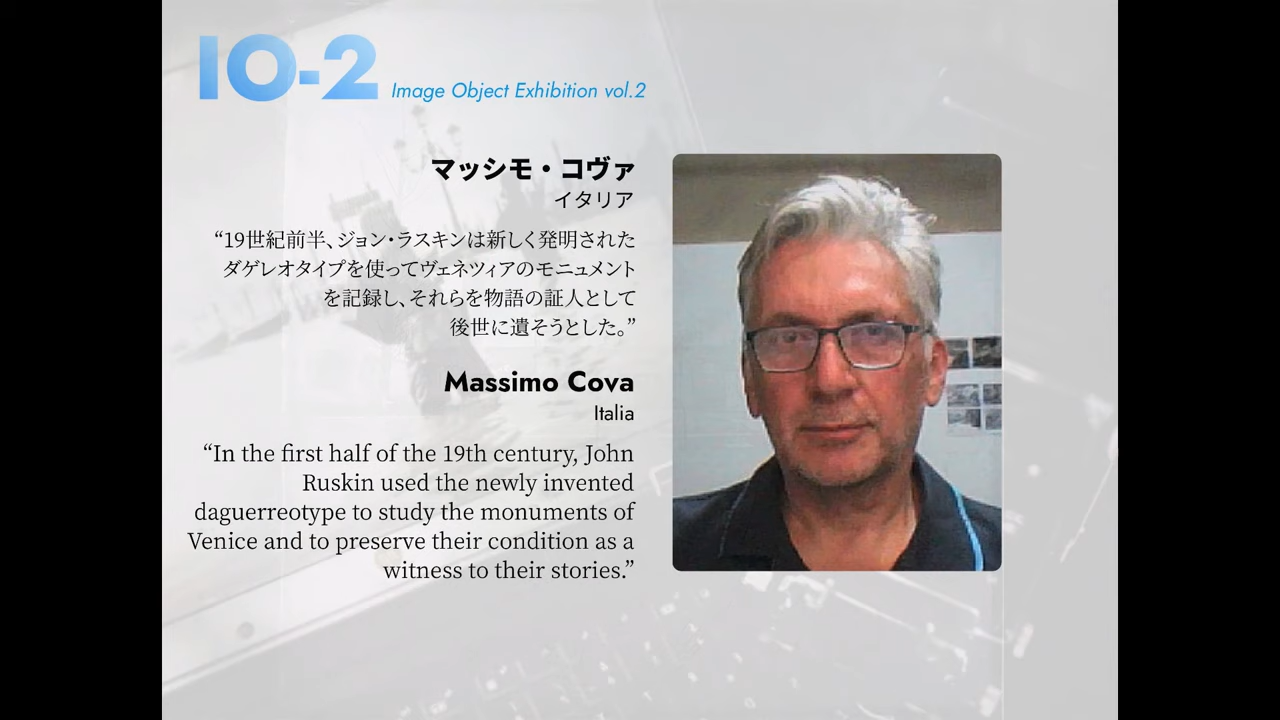 IO-2
Image Object Exhibition vol.2
マッシモ・コヴァ
イタリア
“19世紀前半、ジョン・ラスキンは新しく発明された
ダゲレオタイプを使ってヴェネツィアのモニュメント
を記録し、それらを物語の証人として
後世に遺そうとした。”
Massimo Cova
Italia
“In the first half of the 19th century, John
Ruskin used the newly invented
daguerreotype to study the monuments of
Venice and to preserve their condition as a
witness to their stories.”